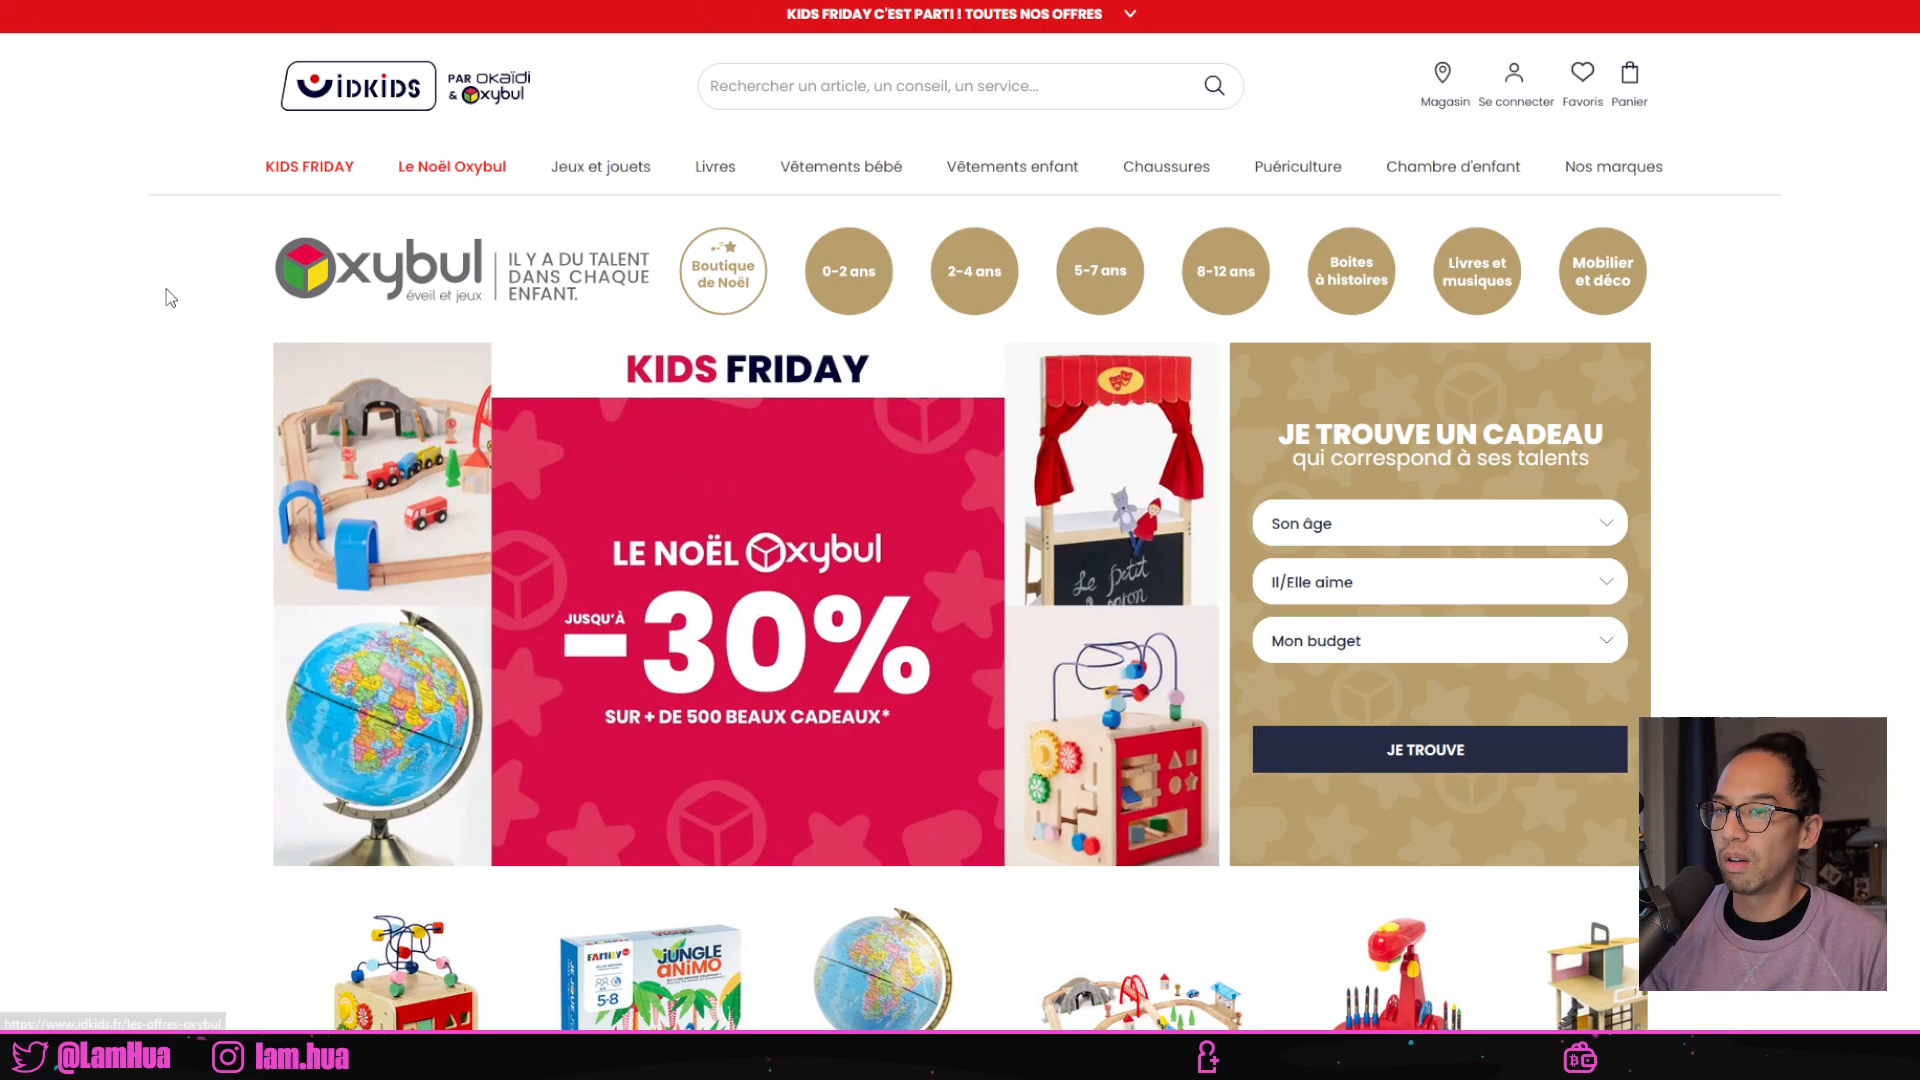 KIDS FRIDAY C'EST PARTI ! TOUTES NOS OFFRES
iDKiDS
PAR OKAÏDI
& Oxybul
Rechercher un article, un conseil, un service...
Magasin
Se connecter
Favoris
Panier
KIDS FRIDAY
Le Noël Oxybul
Jeux et jouets
Livres
Vêtements bébé
Vêtements enfant
Chaussures
Puériculture
Chambre d'enfant
Nos marques
Oxybul
éveil et jeux
IL Y A DU TALENT
DANS CHAQUE
ENFANT.
Boutique
de Noël
0-2 ans
2-4 ans
5-7 ans
8-12 ans
Boites
à histoires
Livres et
musiques
Mobilier
et déco
KIDS FRIDAY
LE NOËL Oxybul
JUSQU'À
-30%
SUR + DE 500 BEAUX CADEAUX*
Le petit
JE TROUVE UN CADEAU
qui correspond à ses talents
Son âge
Il/Elle aime
Mon budget
JE TROUVE
FAMILY
JUNGLE
ANIMO
5-8
https://www.idkids.fr/les-offres-oxybul
@LamHua
lam.hua